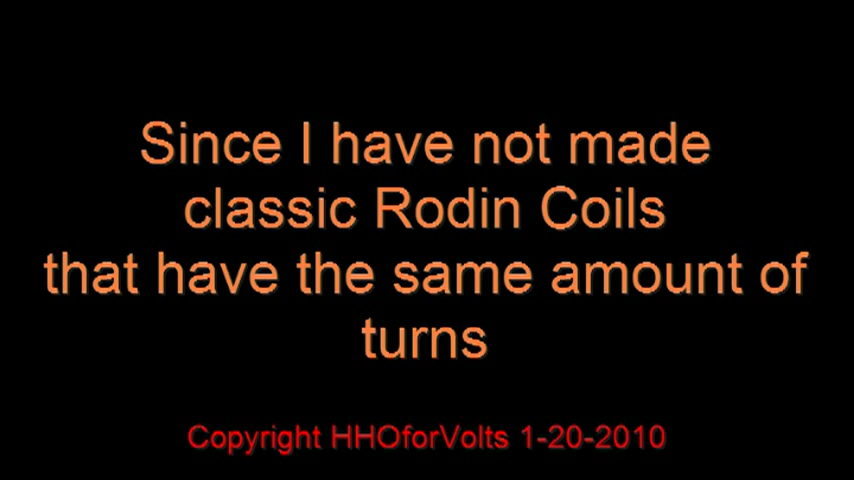 Since I have not made
classic Rodin Coils
that have the same amount of
turns
Copyright HHOforVolts 1-20-2010